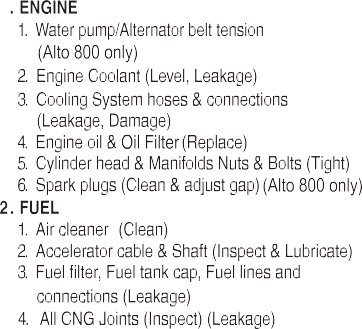 . ENGINE
1. Water pump/Alternator belt tension
(Alto 800 only)
2. Engine Coolant (Level, Leakage)
3. Cooling System hoses & connections
(Leakage, Damage)
4. Engine oil & Oil Filter (Replace)
5. Cylinder head & Manifolds Nuts & Bolts (Tight)
6. Spark plugs (Clean & adjust gap) (Alto 800 only)
2. FUEL
1. Air cleaner (Clean)
2. Accelerator cable & Shaft (Inspect & Lubricate)
3. Fuel filter, Fuel tank cap, Fuel lines and
connections (Leakage)
4. All CNG Joints (Inspect) (Leakage)